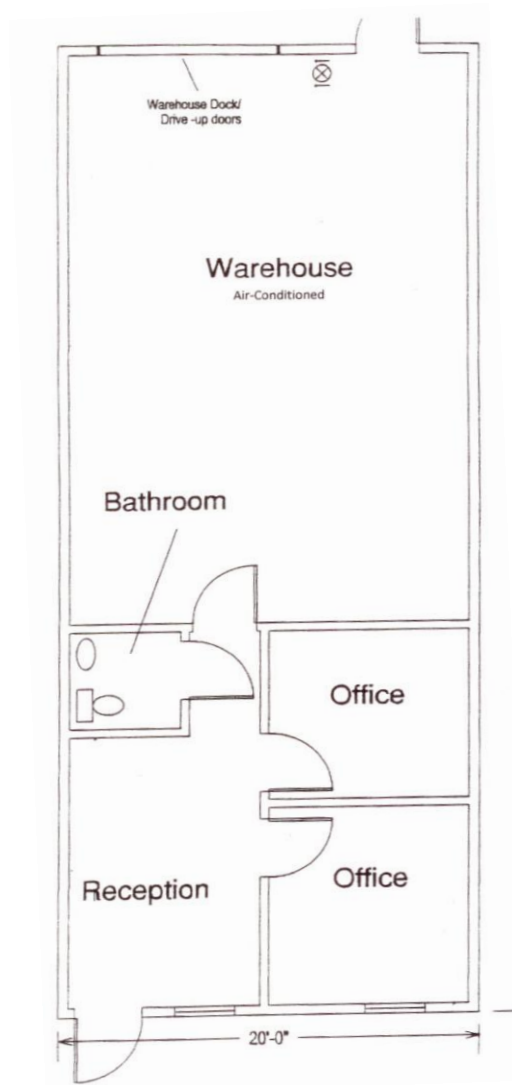 Warehouse Dock/
Drive -up doors
Warehouse
Air-Conditioned
Bathroom
Office
Office
Reception
20'-0"